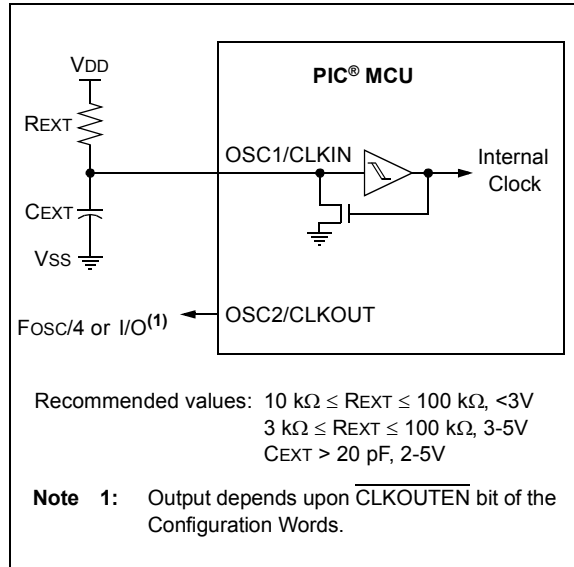 VDD
PIC® MCU
REXT
OSC1/CLKIN
Internal
Clock
CEXT
VSS
OSC2/CLKOUT
FOSC/4 or I/O(1)
Recommended values: 10 kΩ ≤ REXT ≤ 100 kΩ, <3V
3 kΩ ≤ REXT ≤ 100 kΩ, 3-5V
CEXT > 20 pF, 2-5V
Note 1: Output depends upon CLKOUTEN bit of the
Configuration Words.